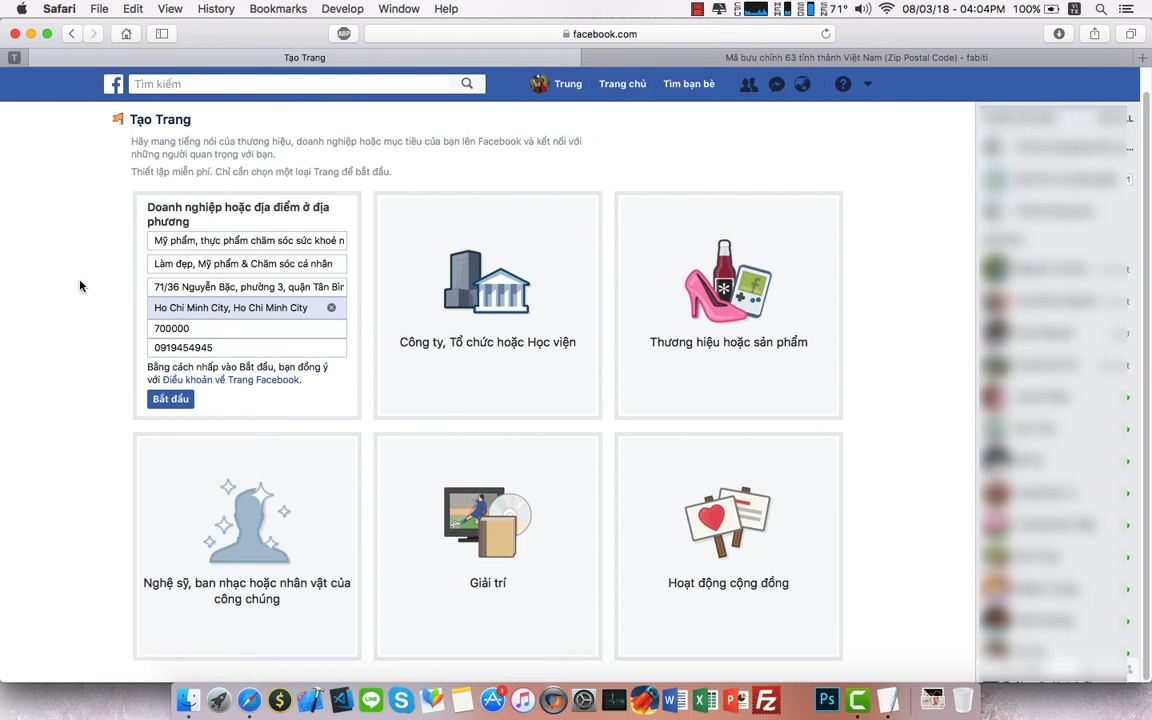 Safari File Edit View History Bookmarks Develop Window Help
71° 08/03/18 - 04:04PM 100%
ABP
facebook.com
T
Tạo Trang
Mã bưu chính 63 tỉnh thành Việt Nam (Zip Postal Code) - fabiti
f
Tìm kiếm
Trung
Trang chủ
Tìm bạn bè
Tạo Trang
Hãy mang tiếng nói của thương hiệu, doanh nghiệp hoặc mục tiêu của bạn lên Facebook và kết nối với
những người quan trọng với bạn.
Thiết lập miễn phí. Chỉ cần chọn một loại Trang để bắt đầu.
Doanh nghiệp hoặc địa điểm ở địa
phương
Mỹ phẩm, thực phẩm chăm sóc sức khoẻ n
Làm đẹp, Mỹ phẩm & Chăm sóc cá nhân
71/36 Nguyễn Bặc, phường 3, quận Tân Bìn
Ho Chi Minh City, Ho Chi Minh City
700000
0919454945
Bằng cách nhấp vào Bắt đầu, bạn đồng ý
với Điều khoản về Trang Facebook.
Bắt đầu
Công ty, Tổ chức hoặc Học viện
Thương hiệu hoặc sản phẩm
Nghệ sỹ, ban nhạc hoặc nhân vật của
công chúng
Giải trí
Hoạt động cộng đồng
LINE
Ps